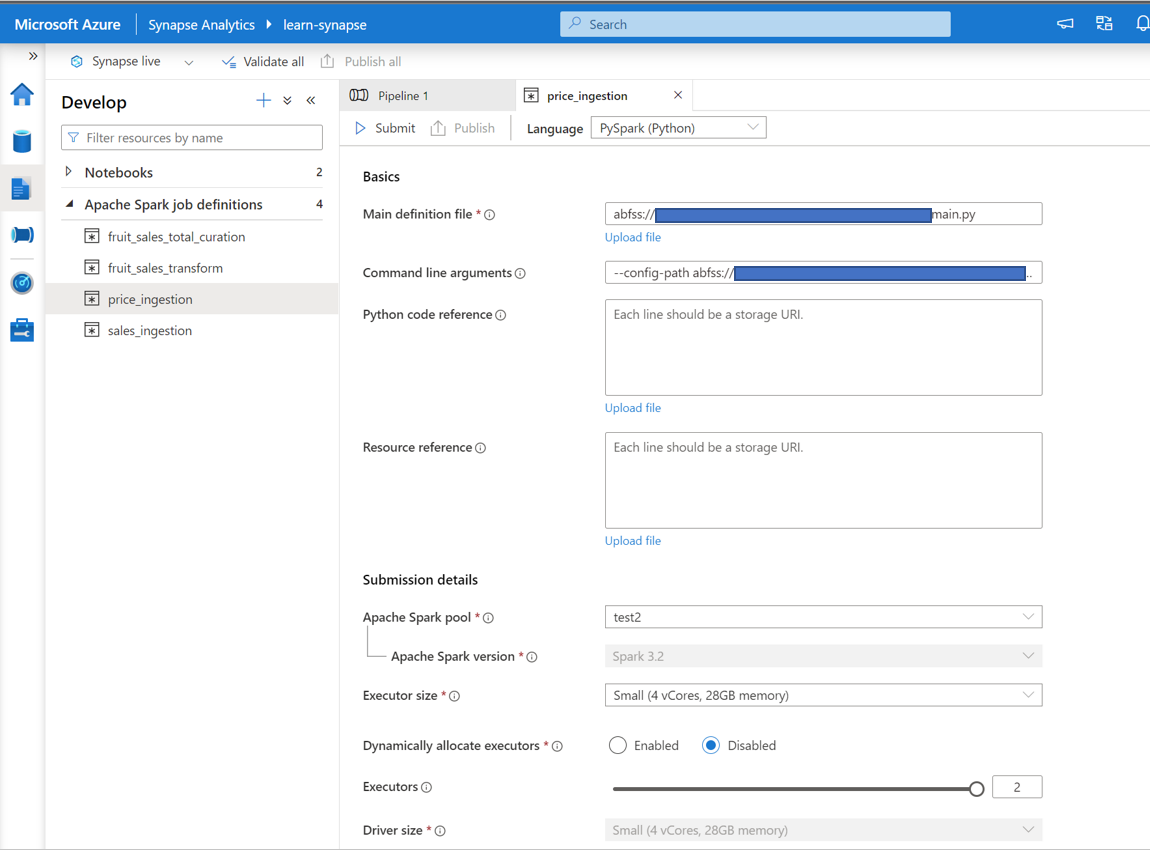 Microsoft Azure Synapse Analytics learn-synapse Search
Synapse live Validate all Publish all
Develop
Filter resources by name
Notebooks 2
Apache Spark job definitions 4
fruit_sales_total_curation
fruit_sales_transform
price_ingestion
sales_ingestion
Pipeline 1 price_ingestion
Submit Publish Language PySpark (Python)
Basics
Main definition file * abfss:// main.py
Upload file
Command line arguments --config-path abfss:// ..
Python code reference Each line should be a storage URI.
Upload file
Resource reference Each line should be a storage URI.
Upload file
Submission details
Apache Spark pool * test2
Apache Spark version * Spark 3.2
Executor size * Small (4 vCores, 28GB memory)
Dynamically allocate executors * Enabled Disabled
Executors 2
Driver size * Small (4 vCores, 28GB memory)